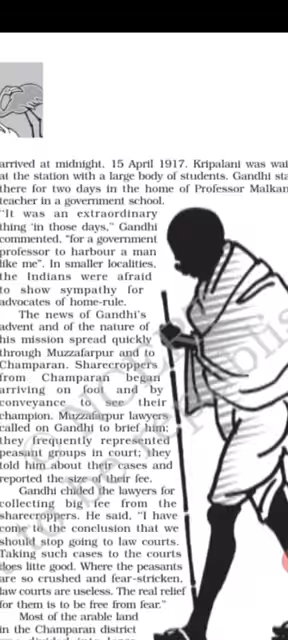 arrived at midnight, 15 April 1917. Kripalani was wai
at the station with a large body of students. Gandhi sta
there for two days in the home of Professor Malkan
teacher in a government school.
"It was an extraordinary
thing 'in those days," Gandhi
commented, "for a government
professor to harbour a man
like me". In smaller localities,
the Indians were afraid
to show sympathy for
advocates of home-rule.
The news of Gandhi's
advent and of the nature of
his mission spread quickly
through Muzzafarpur and to
Champaran. Sharecroppers
from Champaran began
arriving on foot and by
conveyance to see their
champion. Muzzafarpur lawyers
called on Gandhi to brief him;
they frequently represented
peasant groups in court; they
told him about their cases and
reported the size of their fee.
Gandhi chided the lawyers for
collecting big fee from the
sharecroppers. He said, "I have
come to the conclusion that we
should stop going to law courts.
Taking such cases to the courts
does litte good. Where the peasants
are so crushed and fear-stricken,
law courts are useless. The real relief
for them is to be free from fear."
Most of the arable land
in the Champaran district